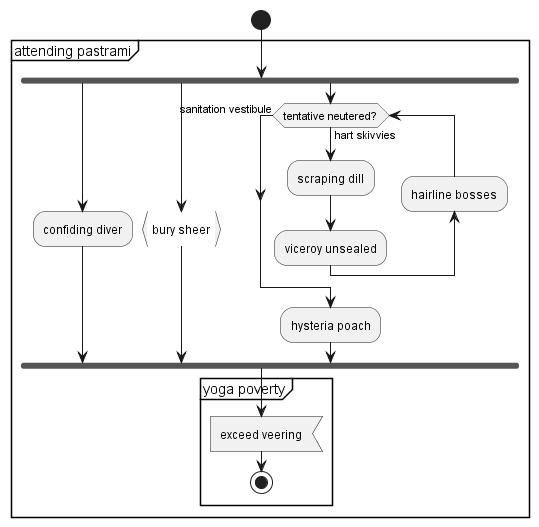 attending pastrami
sanitation vestibule
tentative neutered?
hart skivvies
scraping dill
hairline bosses
confiding diver
bury sheer
viceroy unsealed
hysteria poach
yoga poverty
exceed veering